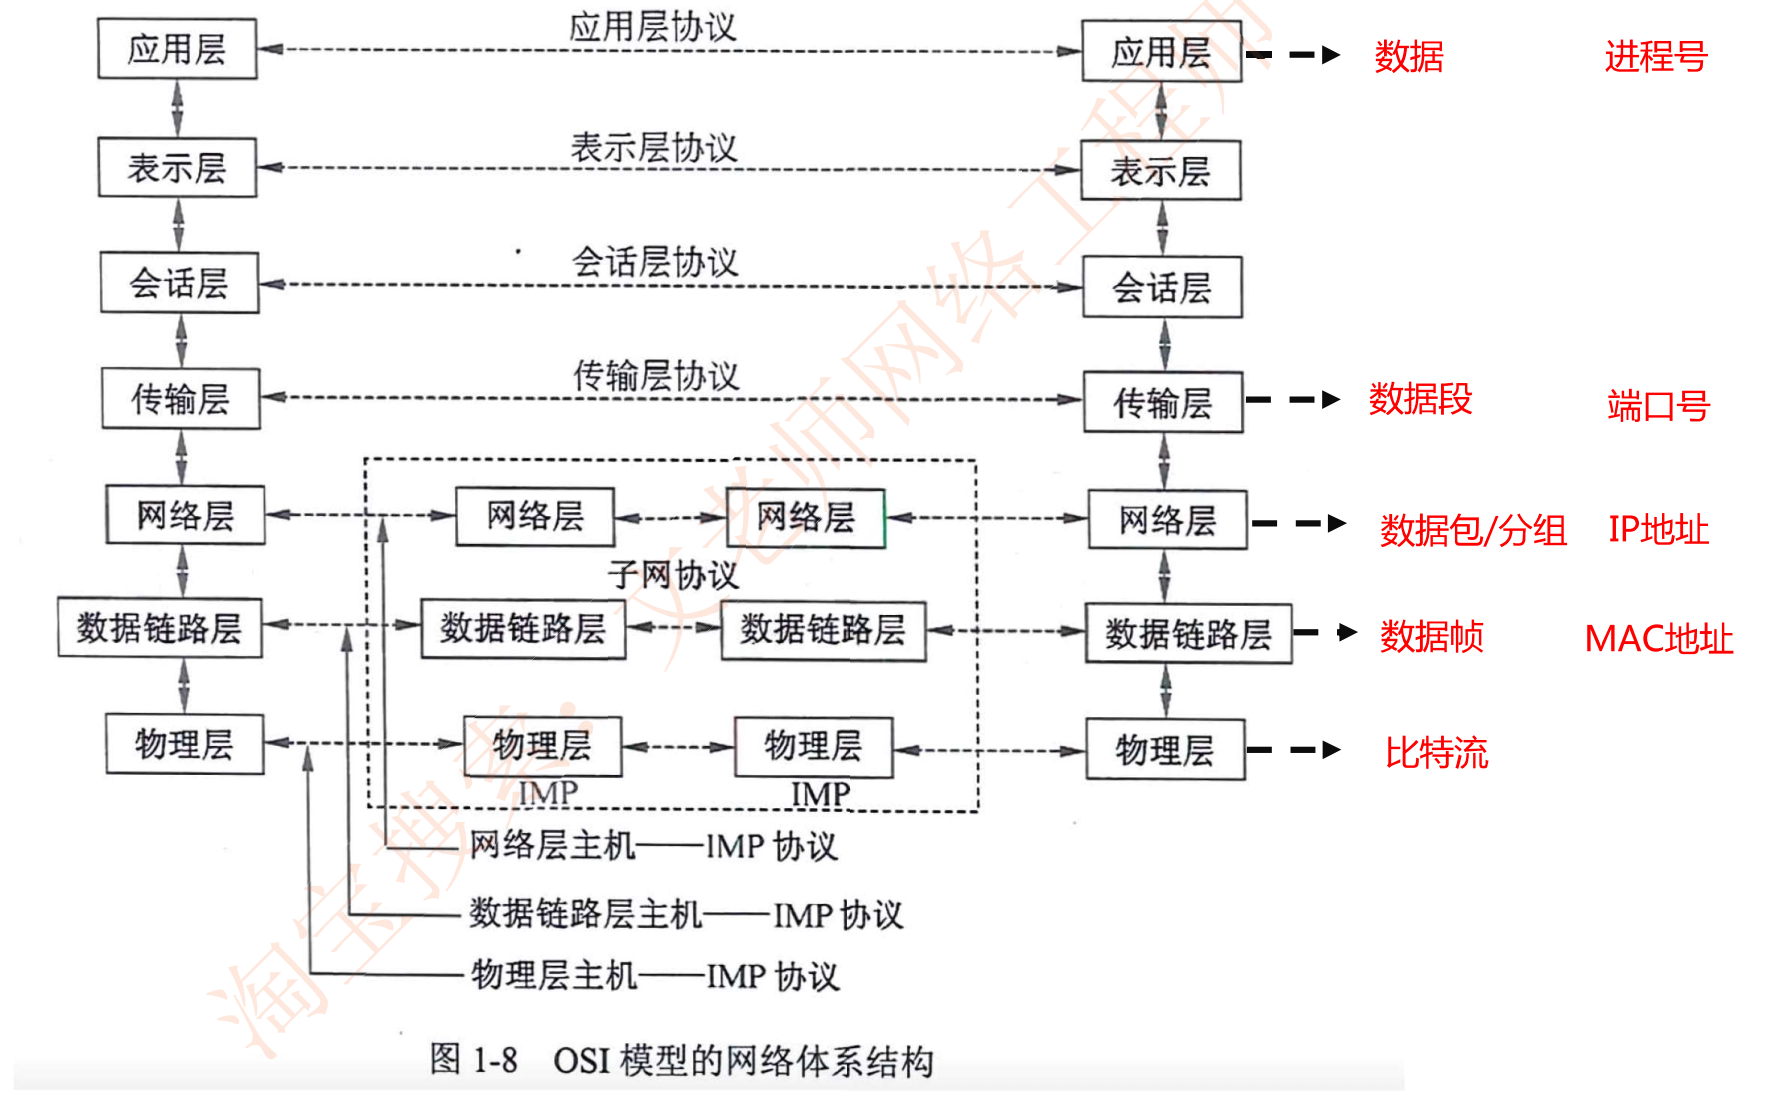 应用层协议
应用层 应用层 数据 进程号
表示层协议
表示层 表示层
会话层协议
会话层 会话层
传输层协议
传输层 传输层 数据段 端口号
网络层 网络层 网络层 网络层 数据包/分组 IP地址
子网协议
数据链路层 数据链路层 数据链路层 数据链路层 数据帧 MAC地址
物理层 物理层 物理层 物理层 比特流
IMP IMP
网络层主机——IMP 协议
数据链路层主机——IMP 协议
物理层主机——IMP 协议
图 1-8 OSI 模型的网络体系结构
淘宝搜索：文老师网络工程师